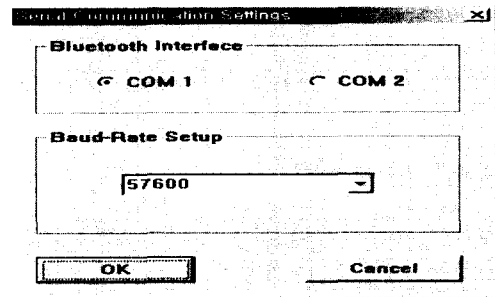 Serial Communication Settings
Bluetooth Interface
COM 1 COM 2
Baud-Rate Setup
57600
OK Cancel